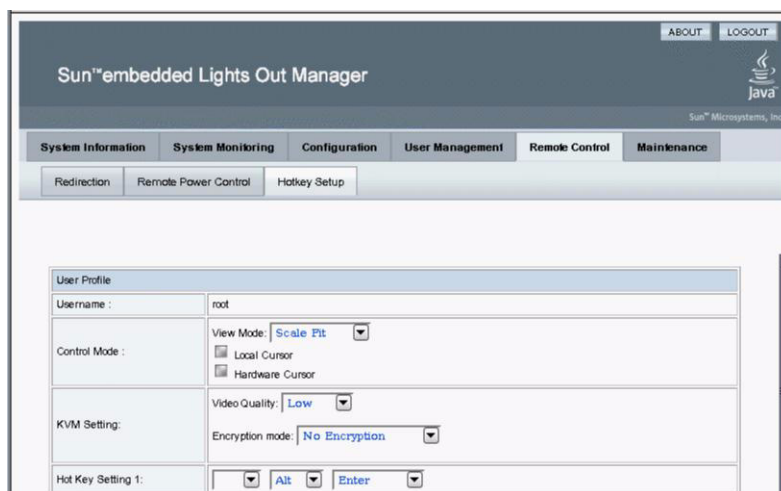 ABOUT LOGOUT
Sun™embedded Lights Out Manager
Java
Sun™ Microsystems, Inc
System Information System Monitoring Configuration User Management Remote Control Maintenance
Redirection Remote Power Control Hotkey Setup
User Profile
Username : root
View Mode: Scale Fit
Control Mode :
Local Cursor
Hardware Cursor
Video Quality: Low
KVM Setting:
Encryption mode: No Encryption
Hot Key Setting 1: Alt Enter